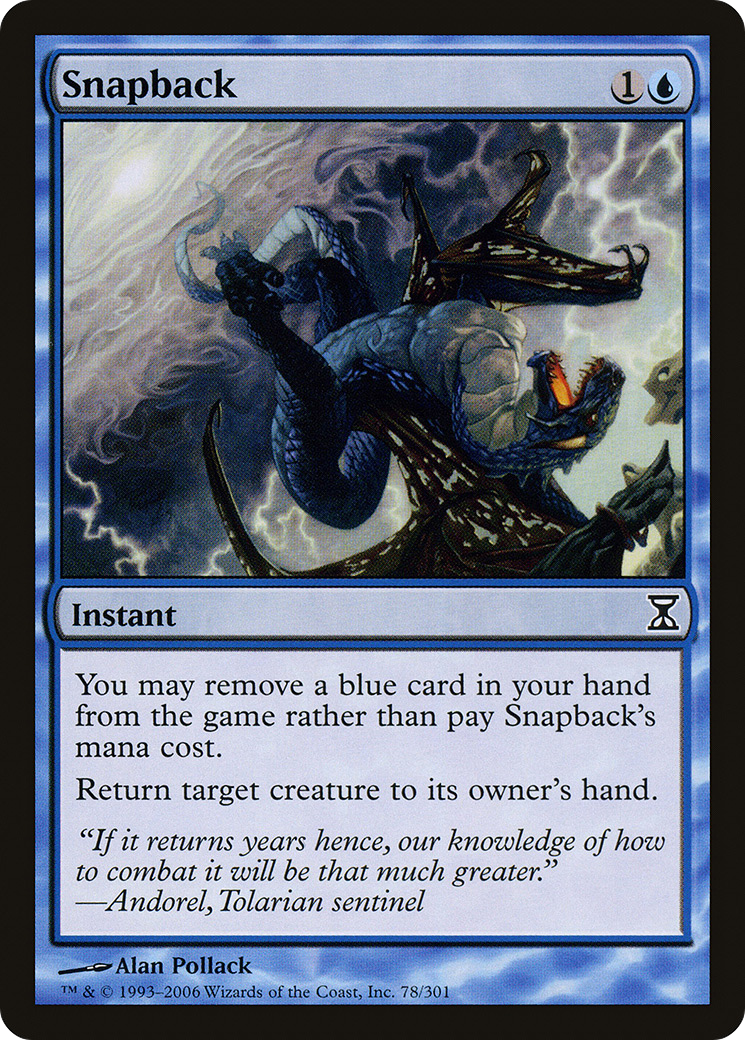 Snapback 1
Instant
You may remove a blue card in your hand
from the game rather than pay Snapback's
mana cost.
Return target creature to its owner's hand.
"If it returns years hence, our knowledge of how
to combat it will be that much greater."
—Andorel, Tolarian sentinel
Alan Pollack
™ & © 1993–2006 Wizards of the Coast, Inc. 78/301